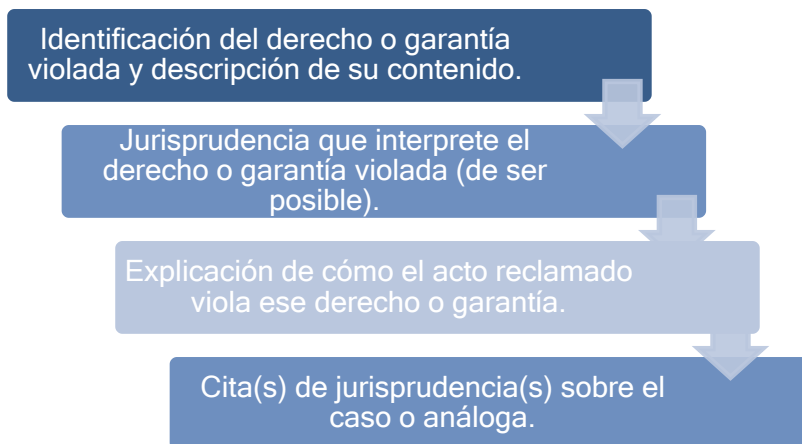 Identificación del derecho o garantía
violada y descripción de su contenido.
Jurisprudencia que interprete el
derecho o garantía violada (de ser
posible).
Explicación de cómo el acto reclamado
viola ese derecho o garantía.
Cita(s) de jurisprudencia(s) sobre el
caso o análoga.